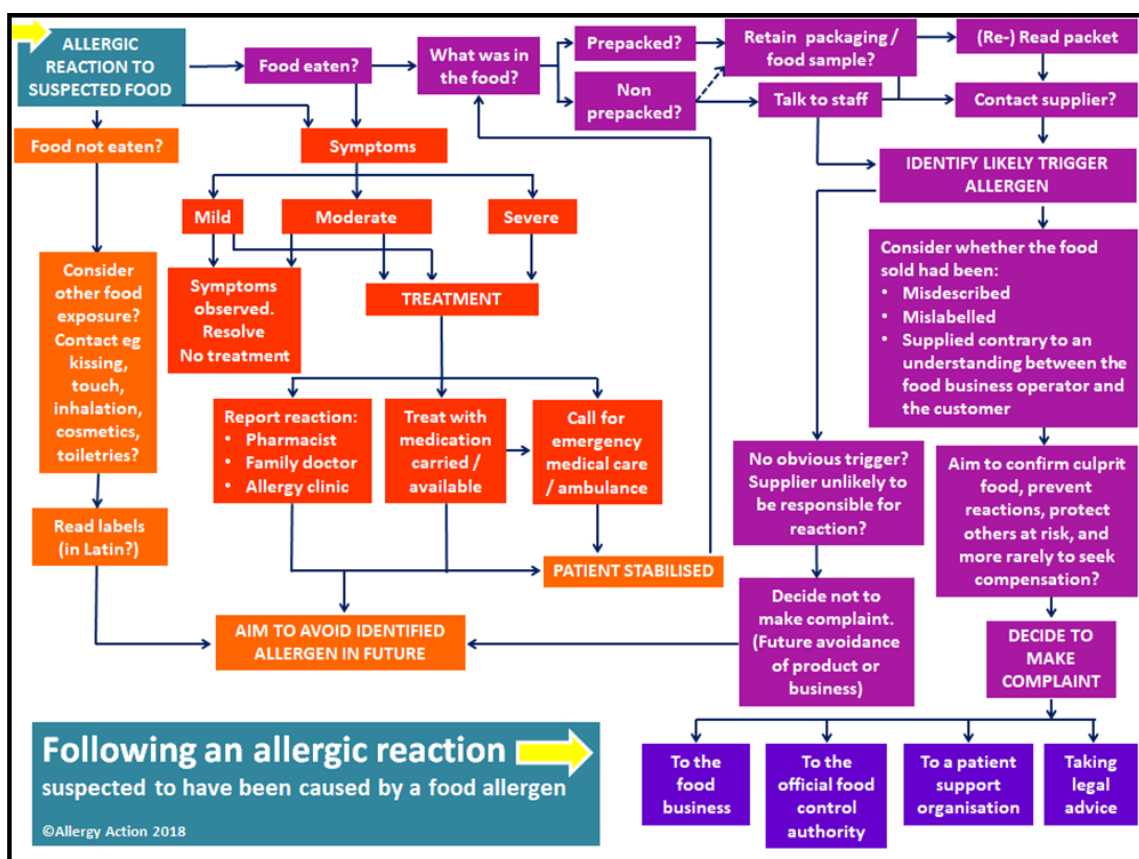 ALLERGIC
REACTION TO
SUSPECTED FOOD
Food eaten?
What was in
the food?
Prepacked?
Non
prepacked?
Retain packaging /
food sample?
Talk to staff
(Re-) Read packet
Contact supplier?
IDENTIFY LIKELY TRIGGER
ALLERGEN
Food not eaten?
Symptoms
Mild
Moderate
Severe
Symptoms
observed.
Resolve
No treatment
TREATMENT
Consider
other food
exposure?
Contact eg
kissing,
touch,
inhalation,
cosmetics,
toiletries?
Report reaction:
• Pharmacist
• Family doctor
• Allergy clinic
Treat with
medication
carried /
available
Call for
emergency
medical care
/ ambulance
Read labels
(in Latin?)
PATIENT STABILISED
AIM TO AVOID IDENTIFIED
ALLERGEN IN FUTURE
Consider whether the food
sold had been:
• Misdescribed
• Mislabelled
• Supplied contrary to an
understanding between the
food business operator and
the customer
No obvious trigger?
Supplier unlikely to
be responsible for
reaction?
Aim to confirm culprit
food, prevent
reactions, protect
others at risk, and
more rarely to seek
compensation?
Decide not to
make complaint.
(Future avoidance
of product or
business)
DECIDE TO
MAKE
COMPLAINT
To the
food
business
To the
official food
control
authority
To a patient
support
organisation
Taking
legal
advice
Following an allergic reaction
suspected to have been caused by a food allergen
©Allergy Action 2018